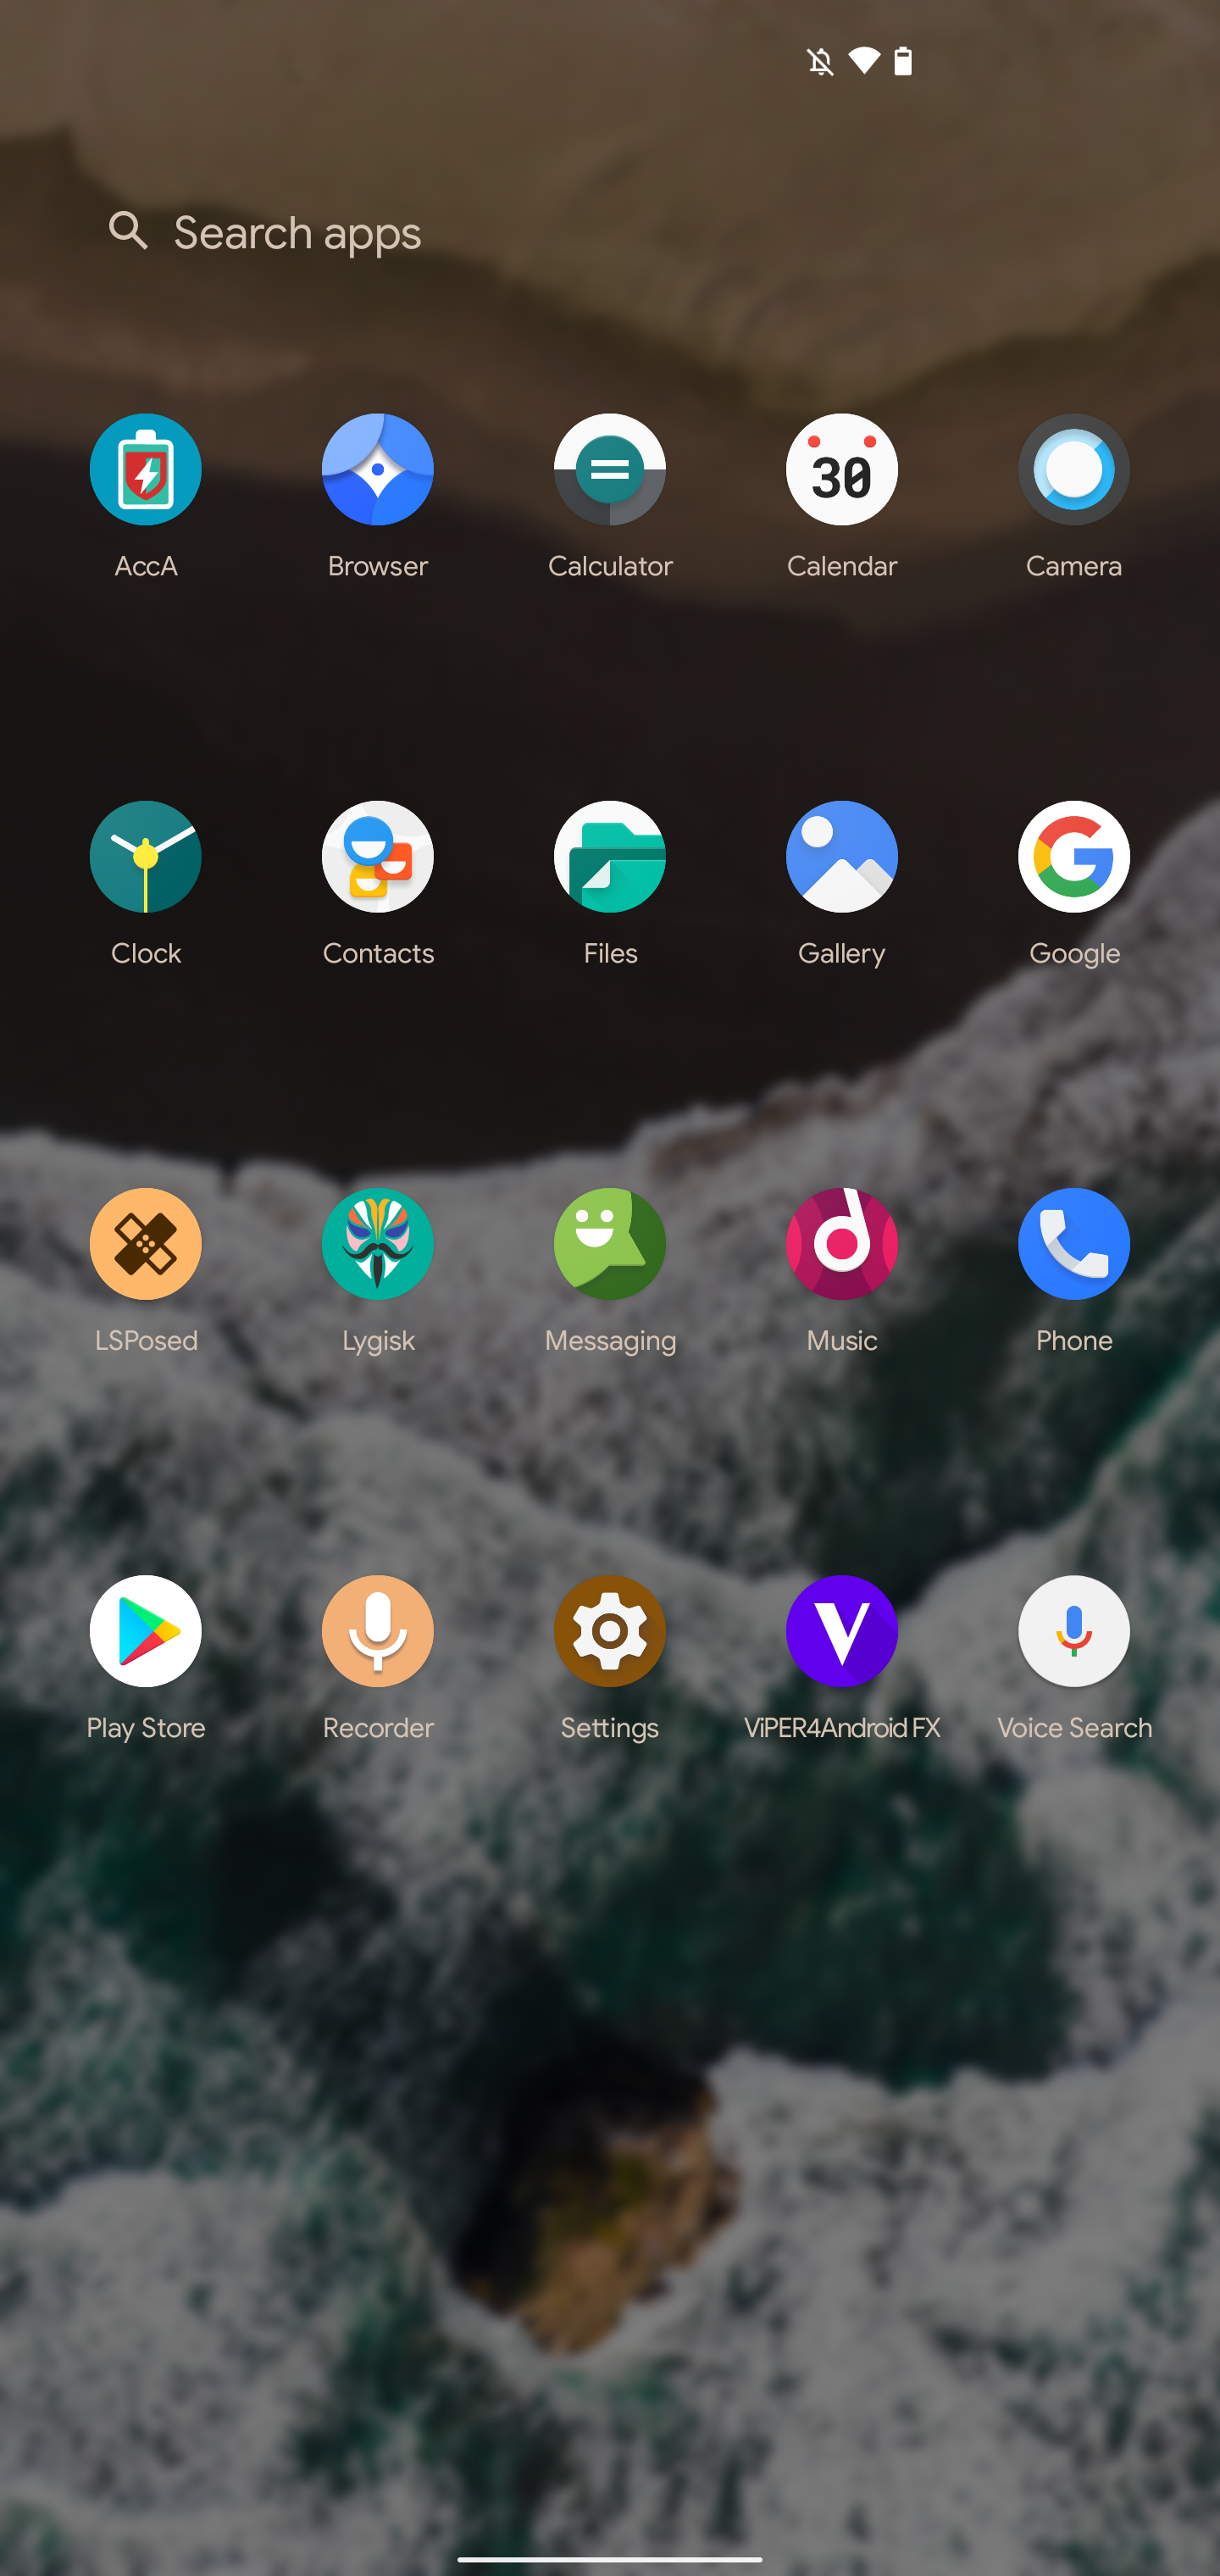 Search apps
30
AccA
Browser
Calculator
Calendar
Camera
Clock
Contacts
Files
Gallery
Google
LSPosed
Lygisk
Messaging
Music
Phone
Play Store
Recorder
Settings
ViPER4Android FX
Voice Search